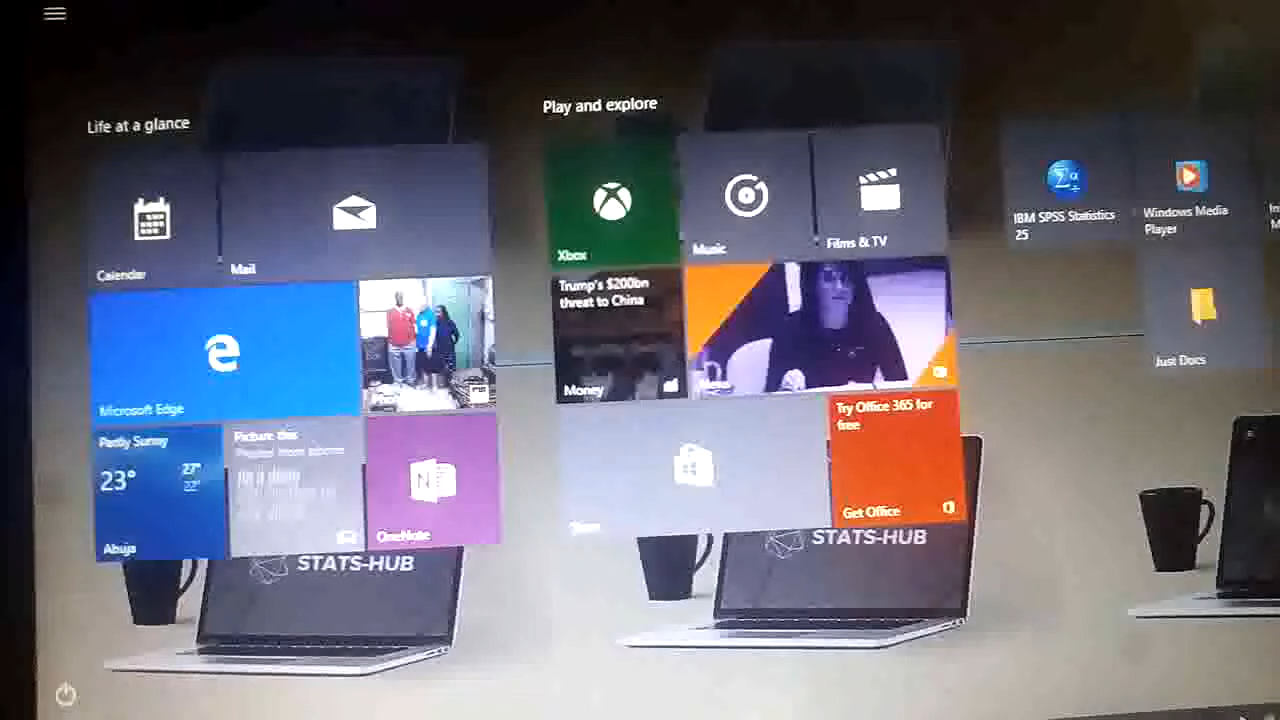 Life at a glance
Play and explore
Calendar
Mail
Xbox
Music
Films & TV
IBM SPSS Statistics
25
Windows Media
Player
Microsoft Edge
Trump's $200bn
threat to China
Money
Just Docs
Partly Sunny
23°
27°
22°
Abuja
Picture this
OneNote
Try Office 365 for
free
Get Office
STATS-HUB
STATS-HUB